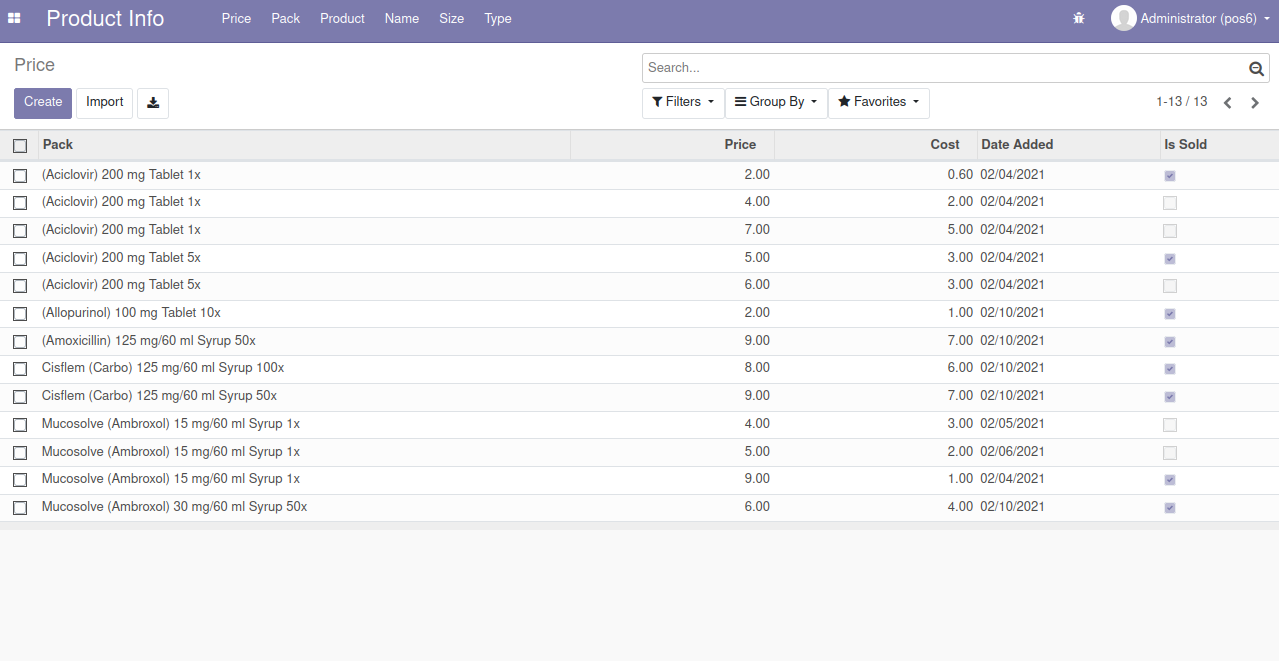 Product Info Price Pack Product Name Size Type Administrator (pos6)
Price
Search...
Create Import Filters Group By Favorites 1-13 / 13
Pack Price Cost Date Added Is Sold
(Aciclovir) 200 mg Tablet 1x 2.00 0.60 02/04/2021
(Aciclovir) 200 mg Tablet 1x 4.00 2.00 02/04/2021
(Aciclovir) 200 mg Tablet 1x 7.00 5.00 02/04/2021
(Aciclovir) 200 mg Tablet 5x 5.00 3.00 02/04/2021
(Aciclovir) 200 mg Tablet 5x 6.00 3.00 02/04/2021
(Allopurinol) 100 mg Tablet 10x 2.00 1.00 02/10/2021
(Amoxicillin) 125 mg/60 ml Syrup 50x 9.00 7.00 02/10/2021
Cisflem (Carbo) 125 mg/60 ml Syrup 100x 8.00 6.00 02/10/2021
Cisflem (Carbo) 125 mg/60 ml Syrup 50x 9.00 7.00 02/10/2021
Mucosolve (Ambroxol) 15 mg/60 ml Syrup 1x 4.00 3.00 02/05/2021
Mucosolve (Ambroxol) 15 mg/60 ml Syrup 1x 5.00 2.00 02/06/2021
Mucosolve (Ambroxol) 15 mg/60 ml Syrup 1x 9.00 1.00 02/04/2021
Mucosolve (Ambroxol) 30 mg/60 ml Syrup 50x 6.00 4.00 02/10/2021